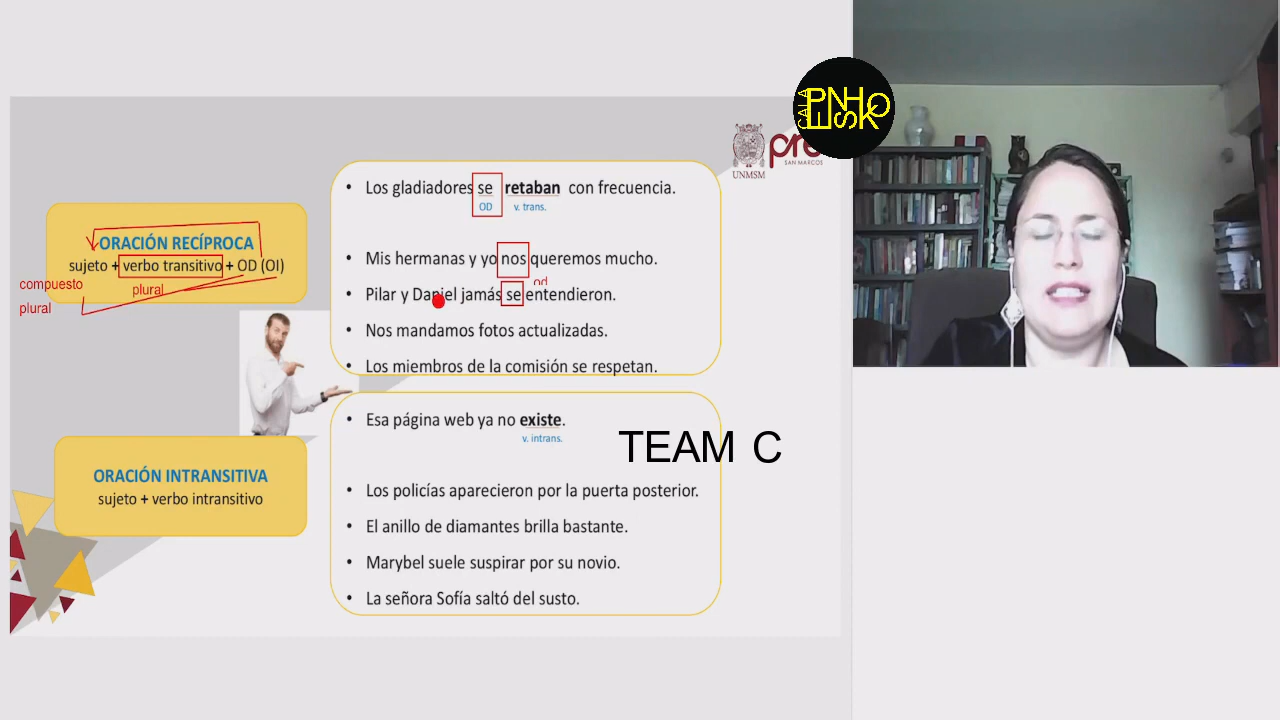 ORACIÓN RECÍPROCA
sujeto + verbo transitivo + OD (OI)
compuesto
plural
plural
• Los gladiadores se retaban con frecuencia.
OD v. trans.
• Mis hermanas y yo nos queremos mucho.
od
• Pilar y Daniel jamás se entendieron.
• Nos mandamos fotos actualizadas.
• Los miembros de la comisión se respetan.
ORACIÓN INTRANSITIVA
sujeto + verbo intransitivo
• Esa página web ya no existe.
v. intrans.
• Los policías aparecieron por la puerta posterior.
• El anillo de diamantes brilla bastante.
• Marybel suele suspirar por su novio.
• La señora Sofía saltó del susto.
TEAM C
UNMSM
SAN MARCOS